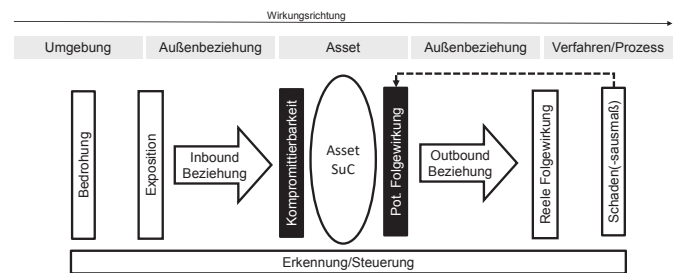 Wirkungsrichtung
Umgebung
Außenbeziehung
Asset
Außenbeziehung
Verfahren/Prozess
Bedrohung
Exposition
Inbound
Beziehung
Kompromittierbarkeit
Asset
SuC
Pot. Folgewirkung
Outbound
Beziehung
Reele Folgewirkung
Schaden(-sausmaß)
Erkennung/Steuerung